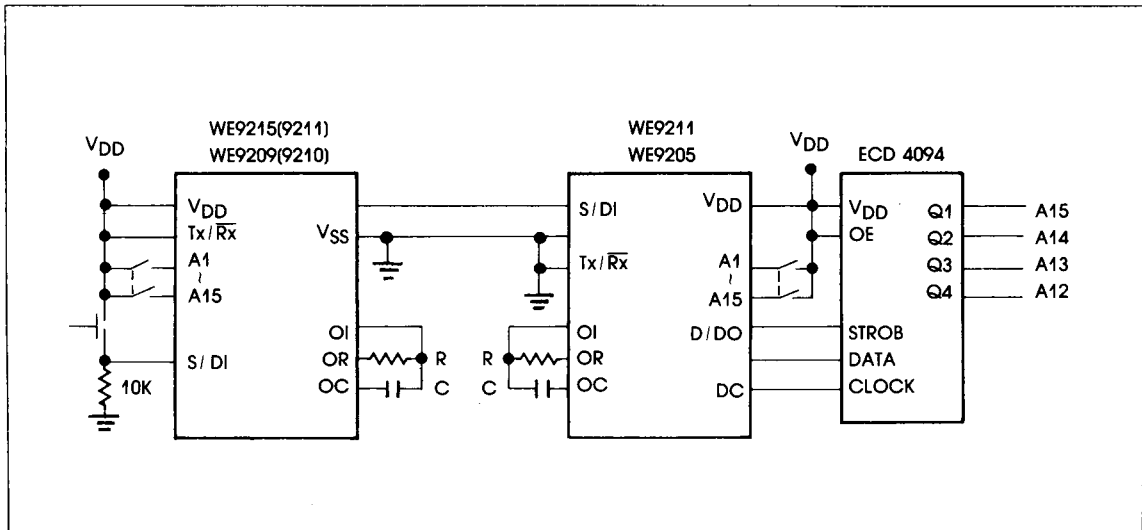 WE9215(9211)
WE9209(9210)
VDD
VDD
Tx/Rx
A1
~
A15
S/DI
10K
VSS
OI
OR
OC
R
C
WE9211
WE9205
S/DI
Tx/Rx
OI
OR
OC
R
C
VDD
A1
~
A15
D/DO
DC
VDD
ECD 4094
VDD
OE
STROB
DATA
CLOCK
Q1
Q2
Q3
Q4
A15
A14
A13
A12